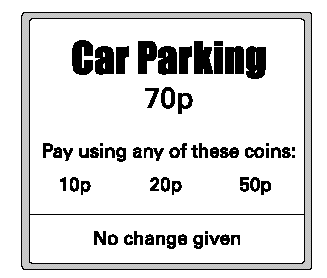 Car Parking
70p
Pay using any of these coins:
10p 20p 50p
No change given